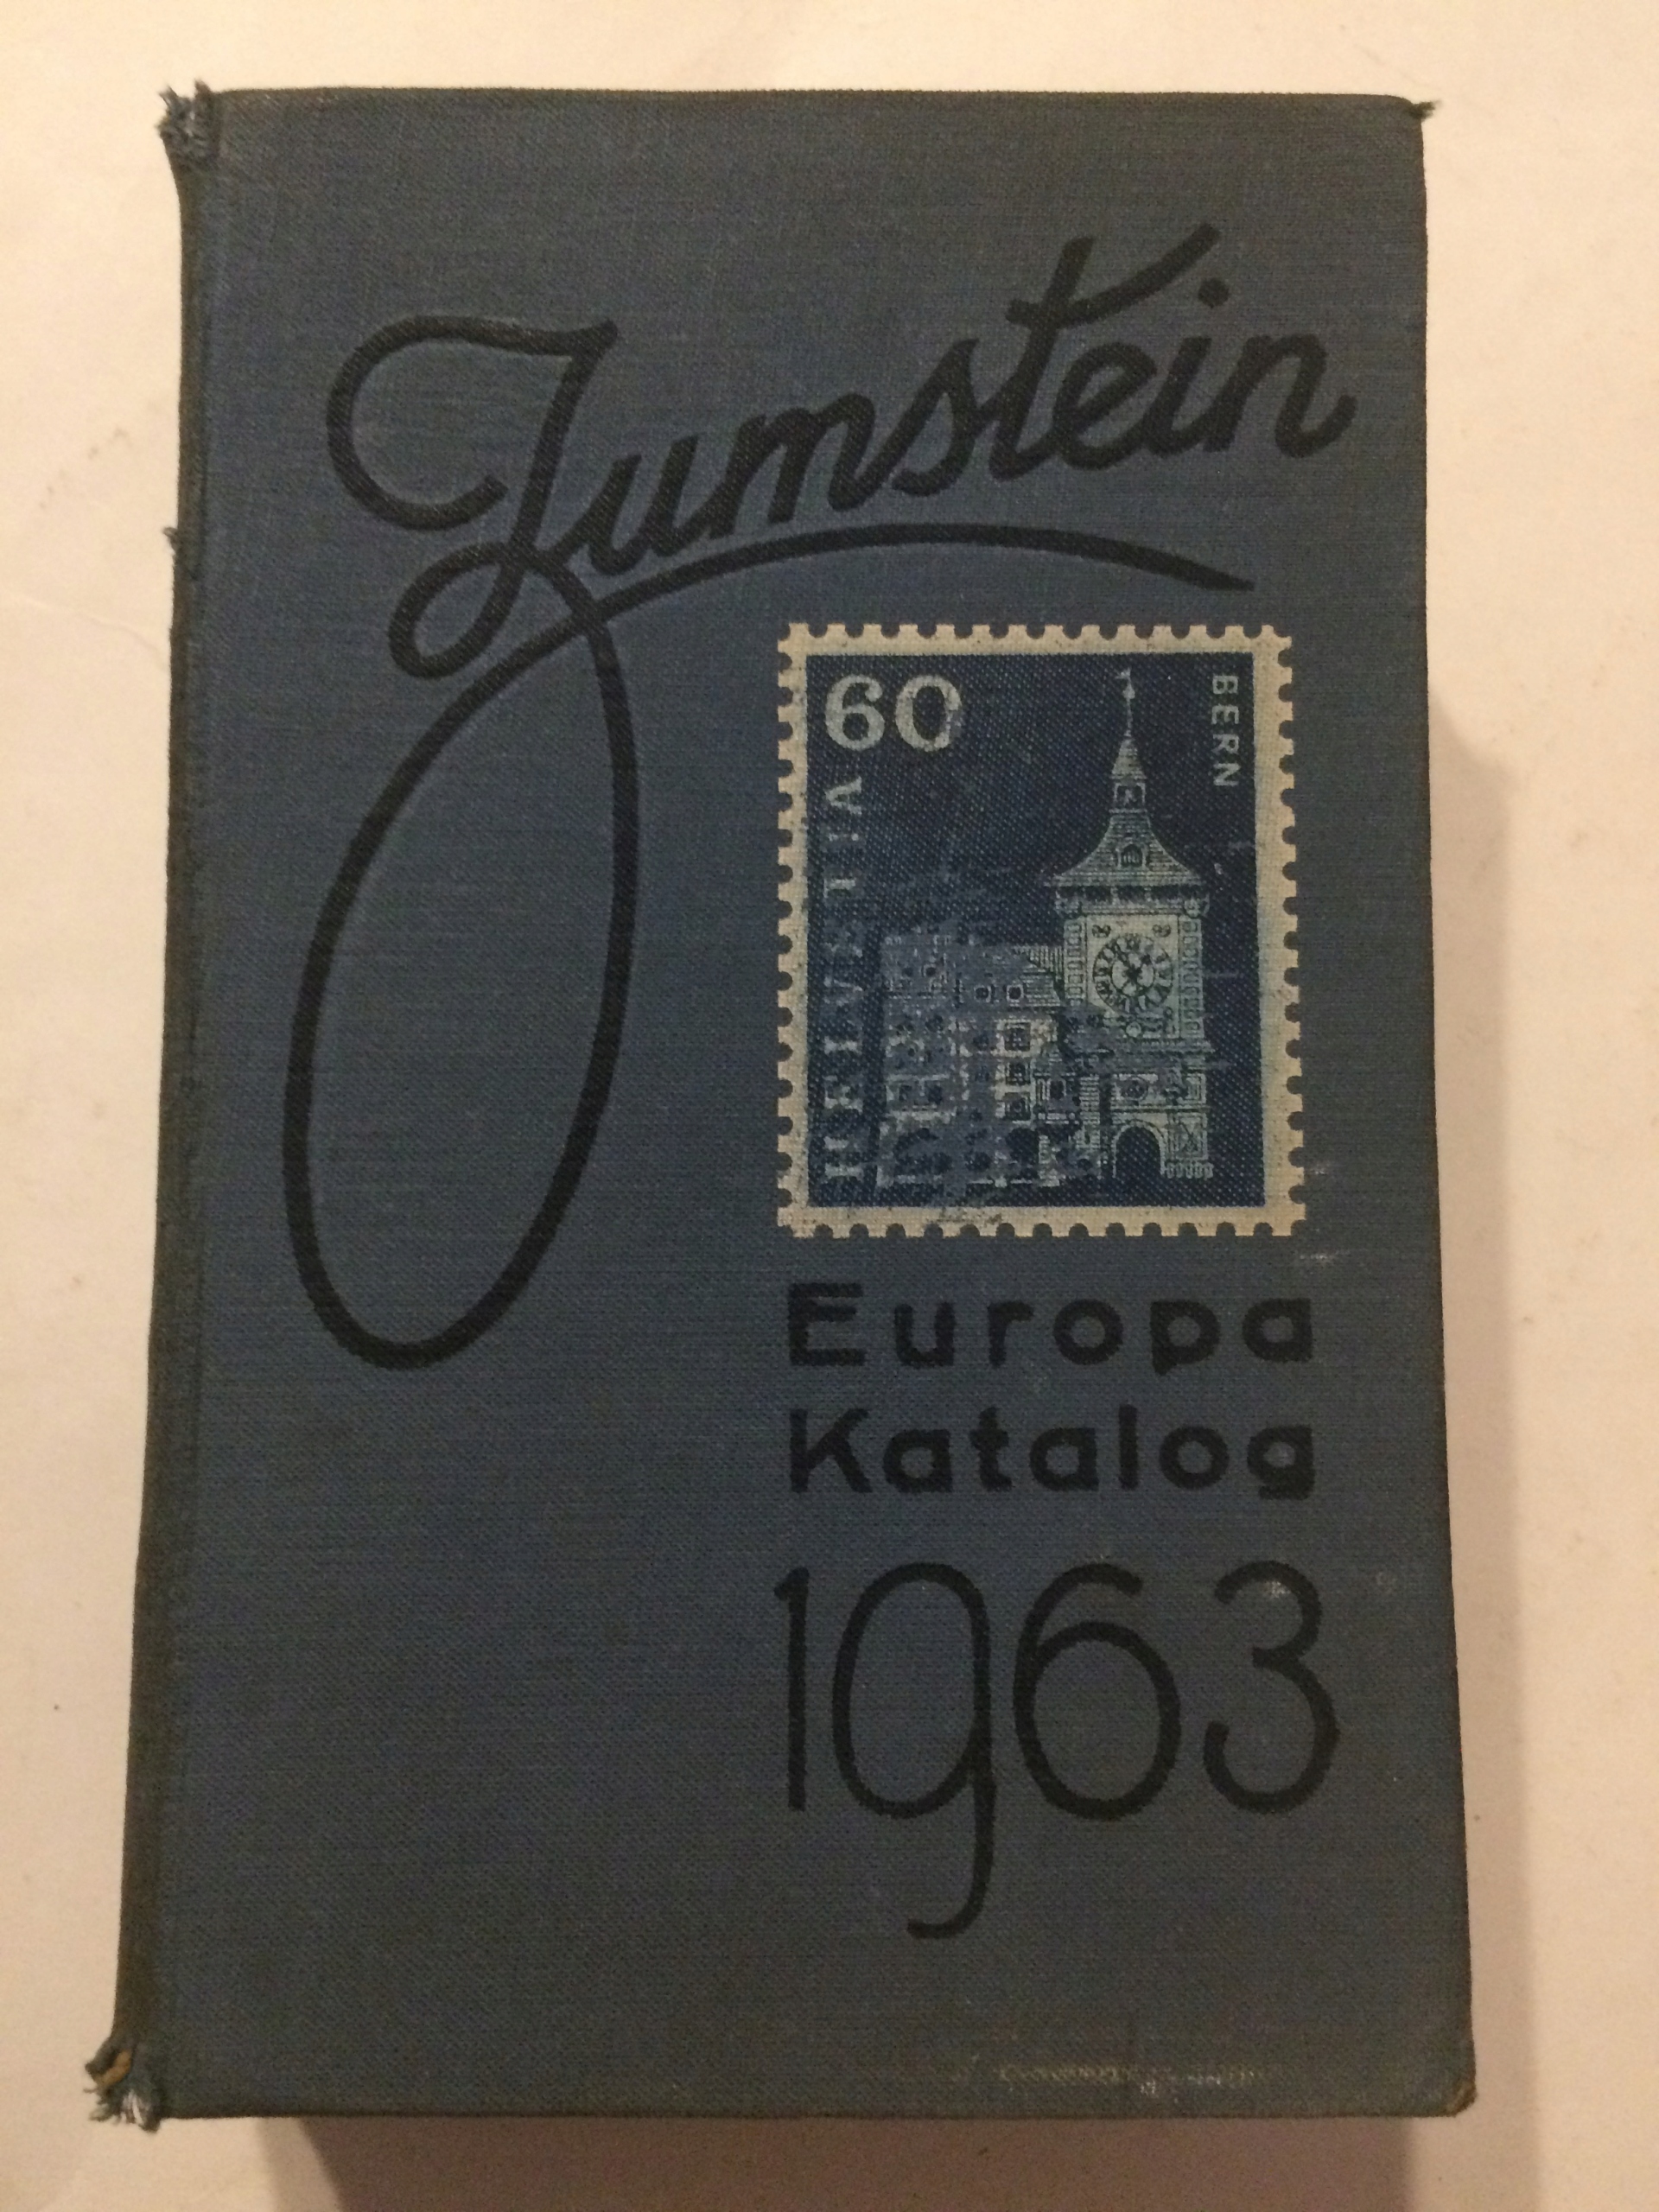 Zumstein
60
HELVETIA
BERN
Europa
Katalog
1963